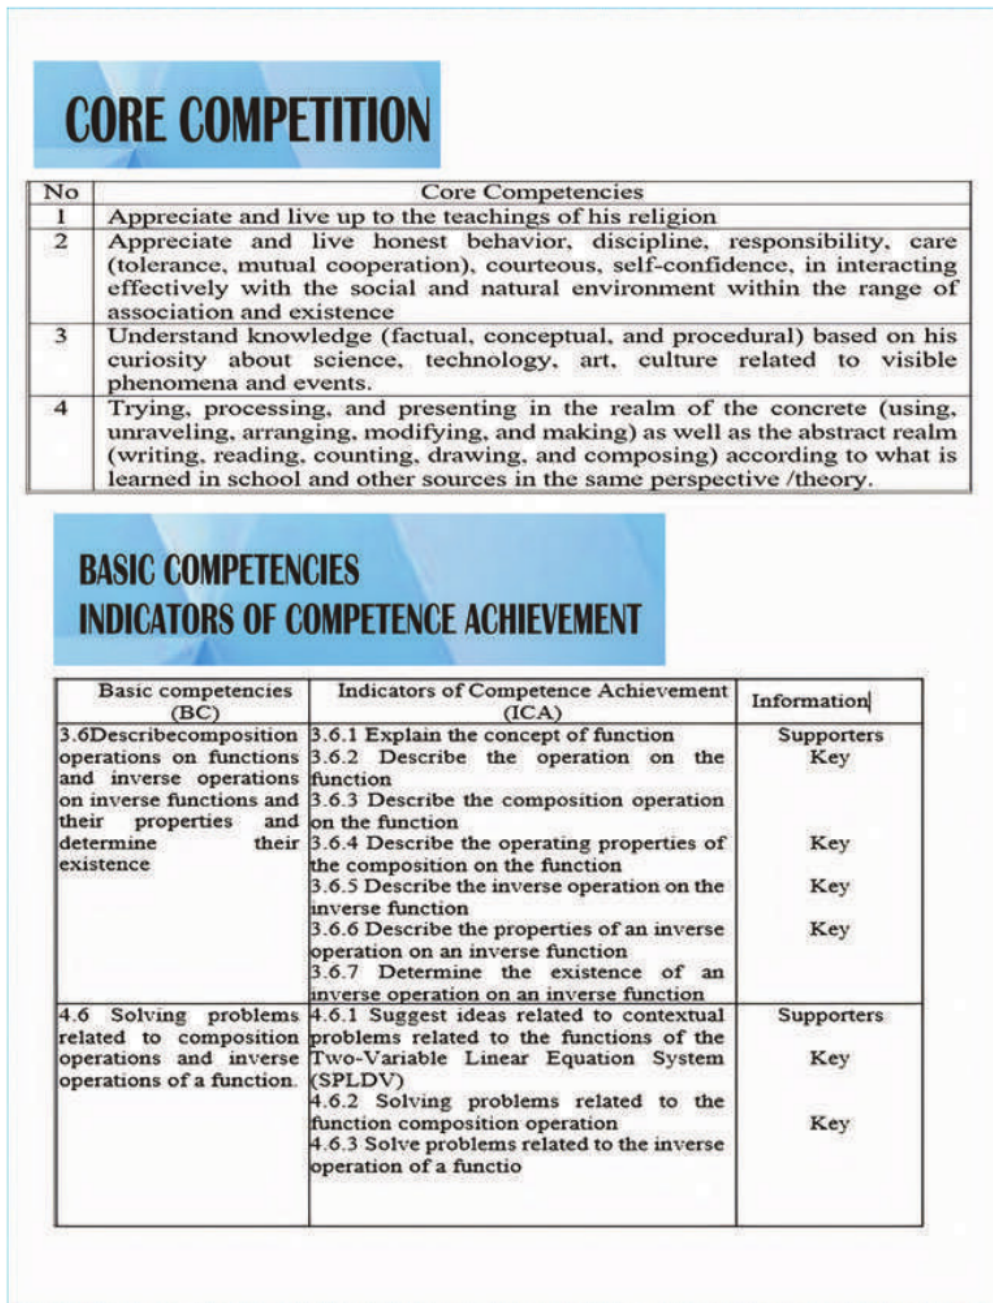 CORE COMPETITION
No Core Competencies
1 Appreciate and live up to the teachings of his religion
2 Appreciate and live honest behavior, discipline, responsibility, care
(tolerance, mutual cooperation), courteous, self-confidence, in interacting
effectively with the social and natural environment within the range of
association and existence
3 Understand knowledge (factual, conceptual, and procedural) based on his
curiosity about science, technology, art, culture related to visible
phenomena and events.
4 Trying, processing, and presenting in the realm of the concrete (using,
unraveling, arranging, modifying, and making) as well as the abstract realm
(writing, reading, counting, drawing, and composing) according to what is
learned in school and other sources in the same perspective /theory.
BASIC COMPETENCIES
INDICATORS OF COMPETENCE ACHIEVEMENT
Basic competencies
(BC)
Indicators of Competence Achievement
(ICA)
Information
3.6Describecomposition
operations on functions
and inverse operations
on inverse functions and
their properties and
determine their
existence
3.6.1 Explain the concept of function
3.6.2 Describe the operation on the
function
3.6.3 Describe the composition operation
on the function
3.6.4 Describe the operating properties of
the composition on the function
3.6.5 Describe the inverse operation on the
inverse function
3.6.6 Describe the properties of an inverse
operation on an inverse function
3.6.7 Determine the existence of an
inverse operation on an inverse function
Supporters
Key
Key
Key
Key
4.6 Solving problems
related to composition
operations and inverse
operations of a function.
4.6.1 Suggest ideas related to contextual
problems related to the functions of the
Two-Variable Linear Equation System
(SPLDV)
4.6.2 Solving problems related to the
function composition operation
4.6.3 Solve problems related to the inverse
operation of a functio
Supporters
Key
Key